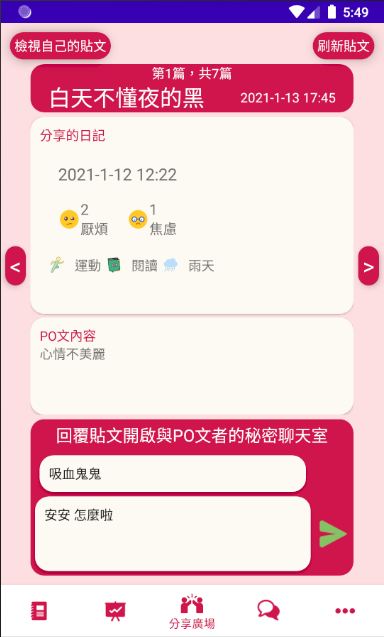 5:49
檢視自己的貼文
刷新貼文
第1篇，共7篇
白天不懂夜的黑
2021-1-13 17:45
分享的日記
2021-1-12 12:22
2
厭煩
1
焦慮
運動
閱讀
雨天
<
>
PO文內容
心情不美麗
回覆貼文開啟與PO文者的秘密聊天室
吸血鬼鬼
安安 怎麼啦
分享廣場